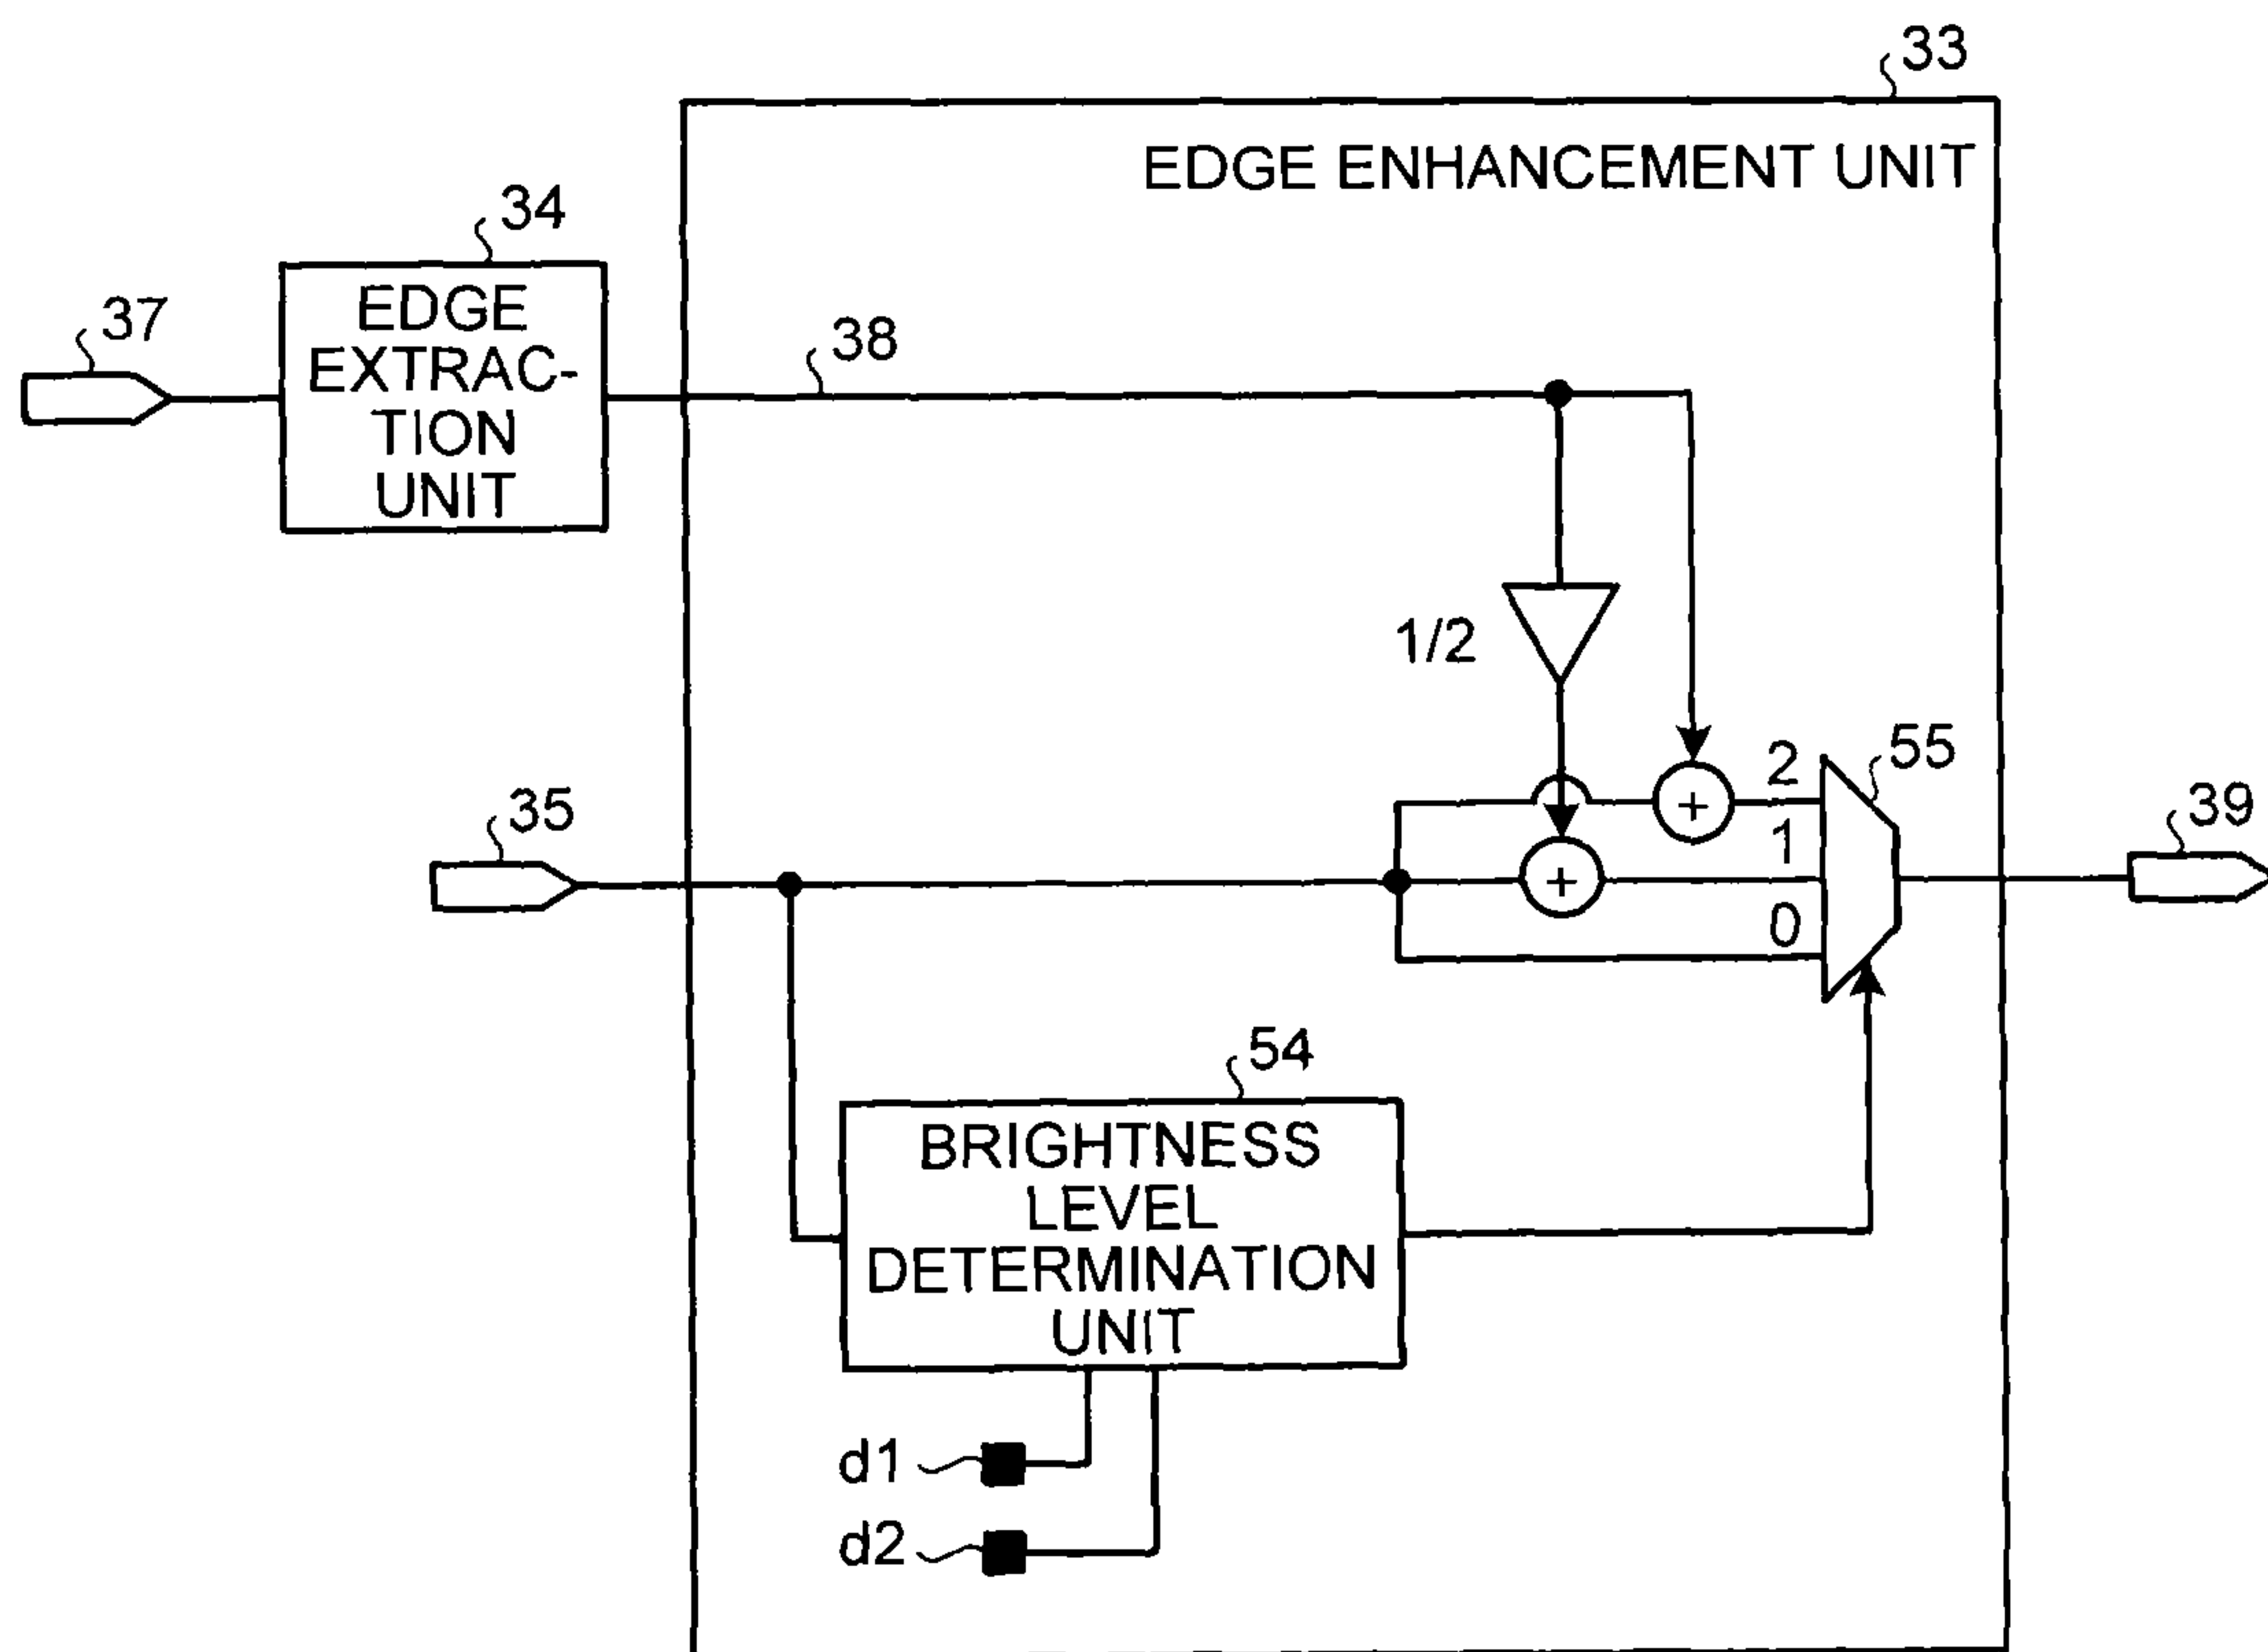 33
EDGE ENHANCEMENT UNIT
34
EDGE
EXTRAC-
TION
UNIT
37
38
1/2
2
55
35
1
39
0
54
BRIGHTNESS
LEVEL
DETERMINATION
UNIT
d1
d2
+
+